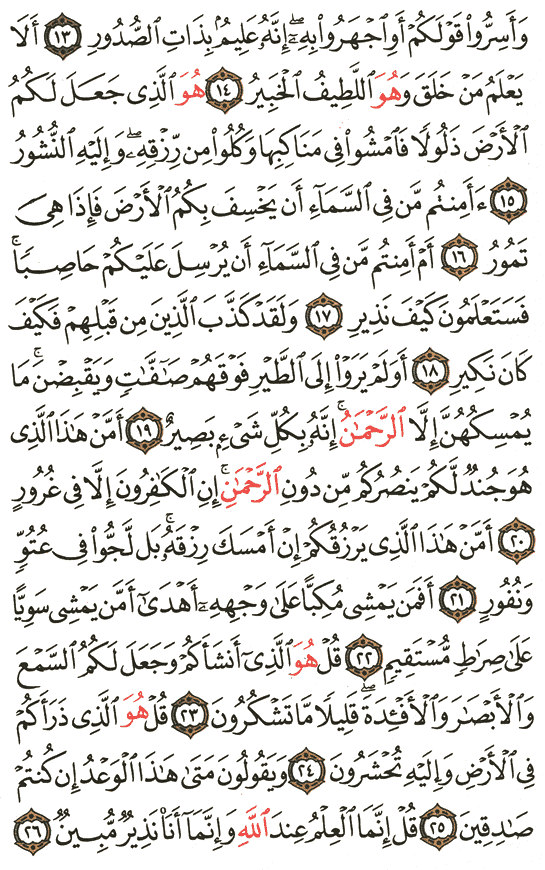 وَأَسِرُّوا۟ قَوْلَكُمْ أَوِ ٱجْهَرُوا۟ بِهِۦٓ ۖ إِنَّهُۥ عَلِيمٌۢ بِذَاتِ ٱلصُّدُورِ ١٣ أَلَا
يَعْلَمُ مَنْ خَلَقَ وَهُوَ ٱللَّطِيفُ ٱلْخَبِيرُ ١٤ هُوَ ٱلَّذِى جَعَلَ لَكُمُ
ٱلْأَرْضَ ذَلُولًا فَٱمْشُوا۟ فِى مَنَاكِبِهَا وَكُلُوا۟ مِن رِّزْقِهِۦ ۖ وَإِلَيْهِ ٱلنُّشُورُ
١٥ ءَأَمِنتُم مَّن فِى ٱلسَّمَآءِ أَن يَخْسِفَ بِكُمُ ٱلْأَرْضَ فَإِذَا هِىَ
تَمُورُ ١٦ أَمْ أَمِنتُم مَّن فِى ٱلسَّمَآءِ أَن يُرْسِلَ عَلَيْكُمْ حَاصِبًا ۖ
فَسَتَعْلَمُونَ كَيْفَ نَذِيرِ ١٧ وَلَقَدْ كَذَّبَ ٱلَّذِينَ مِن قَبْلِهِمْ فَكَيْفَ
كَانَ نَكِيرِ ١٨ أَوَلَمْ يَرَوْا۟ إِلَى ٱلطَّيْرِ فَوْقَهُمْ صَٰٓفَّٰتٍ وَيَقْبِضْنَ ۚ مَا
يُمْسِكُهُنَّ إِلَّا ٱلرَّحْمَٰنُ ۚ إِنَّهُۥ بِكُلِّ شَىْءٍۭ بَصِيرٌ ١٩ أَمَّنْ هَٰذَا ٱلَّذِى
هُوَ جُندٌ لَّكُمْ يَنصُرُكُم مِّن دُونِ ٱلرَّحْمَٰنِ ۚ إِنِ ٱلْكَٰفِرُونَ إِلَّا فِى غُرُورٍ
٢٠ أَمَّنْ هَٰذَا ٱلَّذِى يَرْزُقُكُمْ إِنْ أَمْسَكَ رِزْقَهُۥ ۚ بَل لَّجُّوا۟ فِى عُتُوٍّ
وَنُفُورٍ ٢١ أَفَمَن يَمْشِى مُكِبًّا عَلَىٰ وَجْهِهِۦٓ أَهْدَىٰٓ أَمَّن يَمْشِى سَوِيًّا
عَلَىٰ صِرَٰطٍ مُّسْتَقِيمٍ ٢٢ قُلْ هُوَ ٱلَّذِىٓ أَنشَأَكُمْ وَجَعَلَ لَكُمُ ٱلسَّمْعَ
وَٱلْأَبْصَٰرَ وَٱلْأَفْـِٔدَةَ ۖ قَلِيلًا مَّا تَشْكُرُونَ ٢٣ قُلْ هُوَ ٱلَّذِى ذَرَأَكُمْ
فِى ٱلْأَرْضِ وَإِلَيْهِ تُحْشَرُونَ ٢٤ وَيَقُولُونَ مَتَىٰ هَٰذَا ٱلْوَعْدُ إِن كُنتُمْ
صَٰدِقِينَ ٢٥ قُلْ إِنَّمَا ٱلْعِلْمُ عِندَ ٱللَّهِ وَإِنَّمَآ أَنَا۠ نَذِيرٌ مُّبِينٌ ٢٦